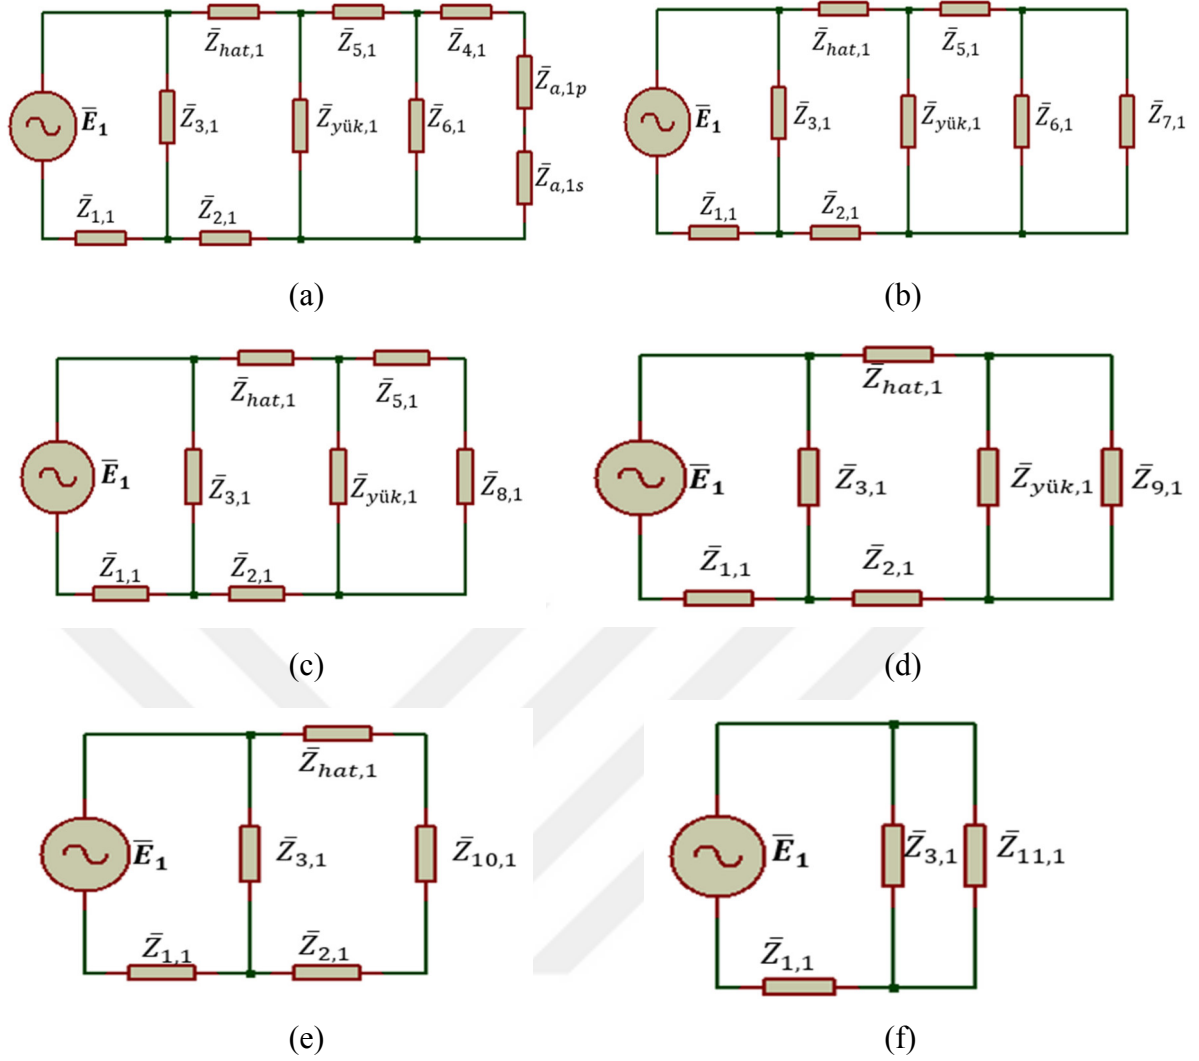 Z̄hat,1 Z̄5,1 Z̄4,1
Z̄a,1p
Ē1 Z̄3,1 Z̄yük,1 Z̄6,1
Z̄a,1s
Z̄1,1 Z̄2,1
(a)
Z̄hat,1 Z̄5,1
Ē1 Z̄3,1 Z̄yük,1 Z̄6,1 Z̄7,1
Z̄1,1 Z̄2,1
(b)
Z̄hat,1 Z̄5,1
Ē1 Z̄3,1 Z̄yük,1 Z̄8,1
Z̄1,1 Z̄2,1
(c)
Z̄hat,1
Ē1 Z̄3,1 Z̄yük,1 Z̄9,1
Z̄1,1 Z̄2,1
(d)
Z̄hat,1
Ē1 Z̄3,1 Z̄10,1
Z̄1,1 Z̄2,1
(e)
Ē1 Z̄3,1 Z̄11,1
Z̄1,1
(f)